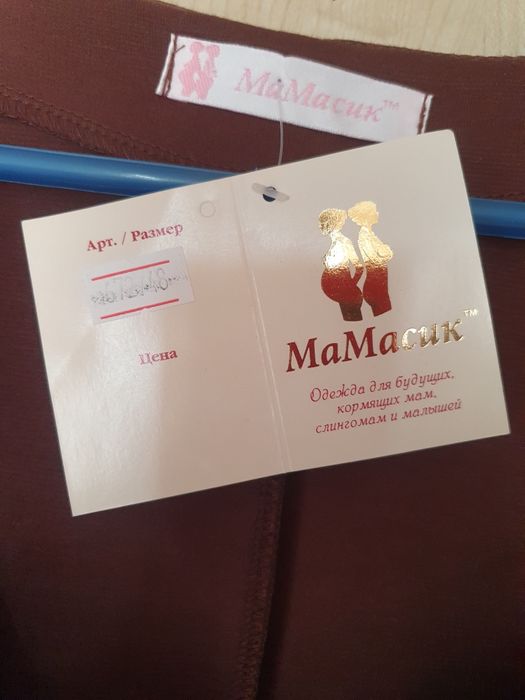 МаМасик™
Арт. / Размер
Цена
МаМасик™
Одежда для будущих,
кормящих мам,
слингомам и малышей